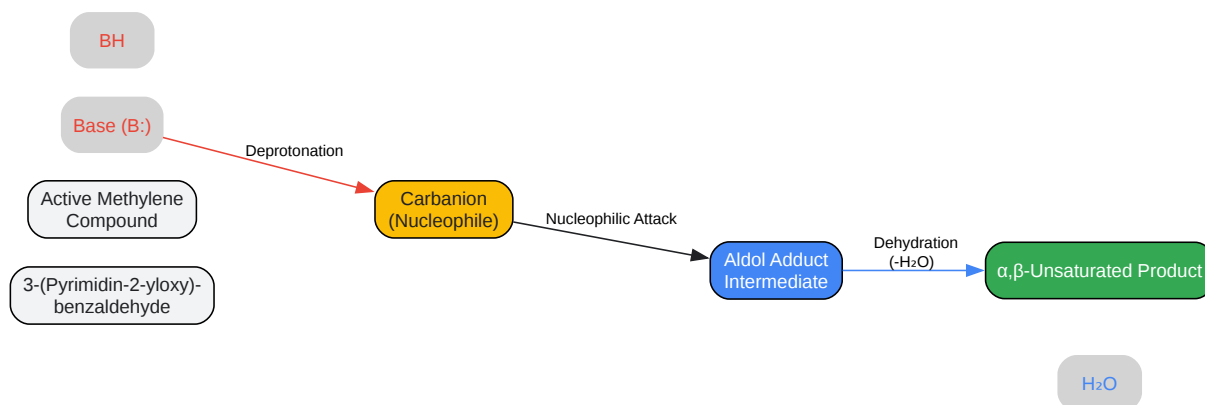 BH
Base (B:)
Deprotonation
Active Methylene
Compound
Carbanion
(Nucleophile)
Nucleophilic Attack
3-(Pyrimidin-2-yloxy)-
benzaldehyde
Aldol Adduct
Intermediate
Dehydration
(-H₂O)
α,β-Unsaturated Product
H₂O